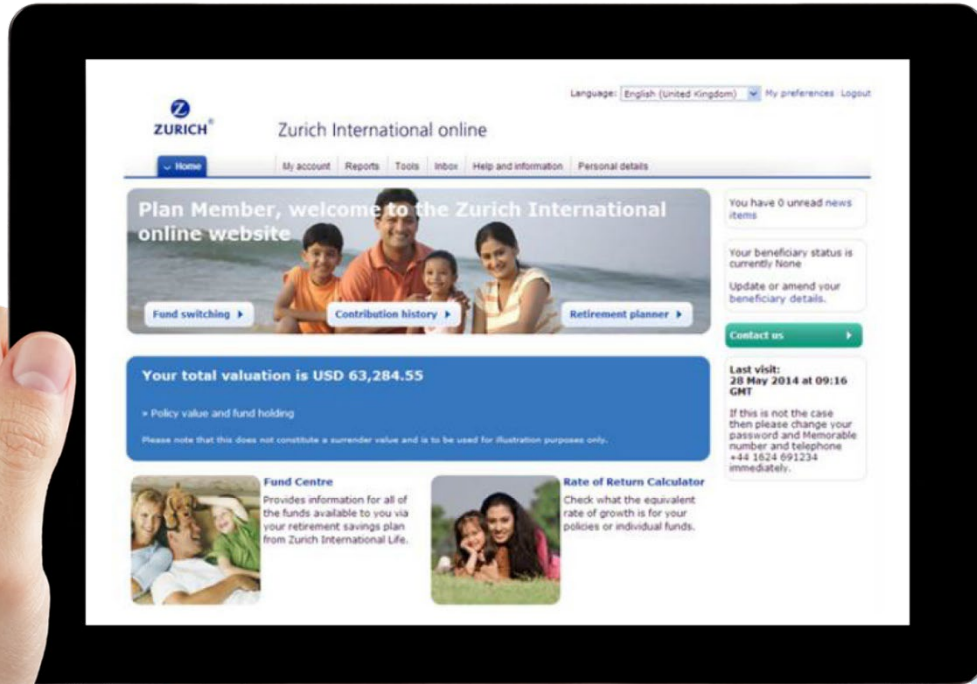 Language: English (United Kingdom) My preferences Logout
ZURICH®
Zurich International online
Home My account Reports Tools Inbox Help and information Personal details
Plan Member, welcome to the Zurich International
online website
Fund switching
Contribution history
Retirement planner
You have 0 unread news
items
Your beneficiary status is
currently None
Update or amend your
beneficiary details.
Contact us
Your total valuation is USD 63,284.55
» Policy value and fund holding
Please note that this does not constitute a surrender value and is to be used for illustration purposes only.
Last visit:
28 May 2014 at 09:16
GMT
If this is not the case
then please change your
password and Memorable
number and telephone
+44 1624 691234
immediately.
Fund Centre
Provides information for all of
the funds available to you via
your retirement savings plan
from Zurich International Life.
Rate of Return Calculator
Check what the equivalent
rate of growth is for your
policies or individual funds.